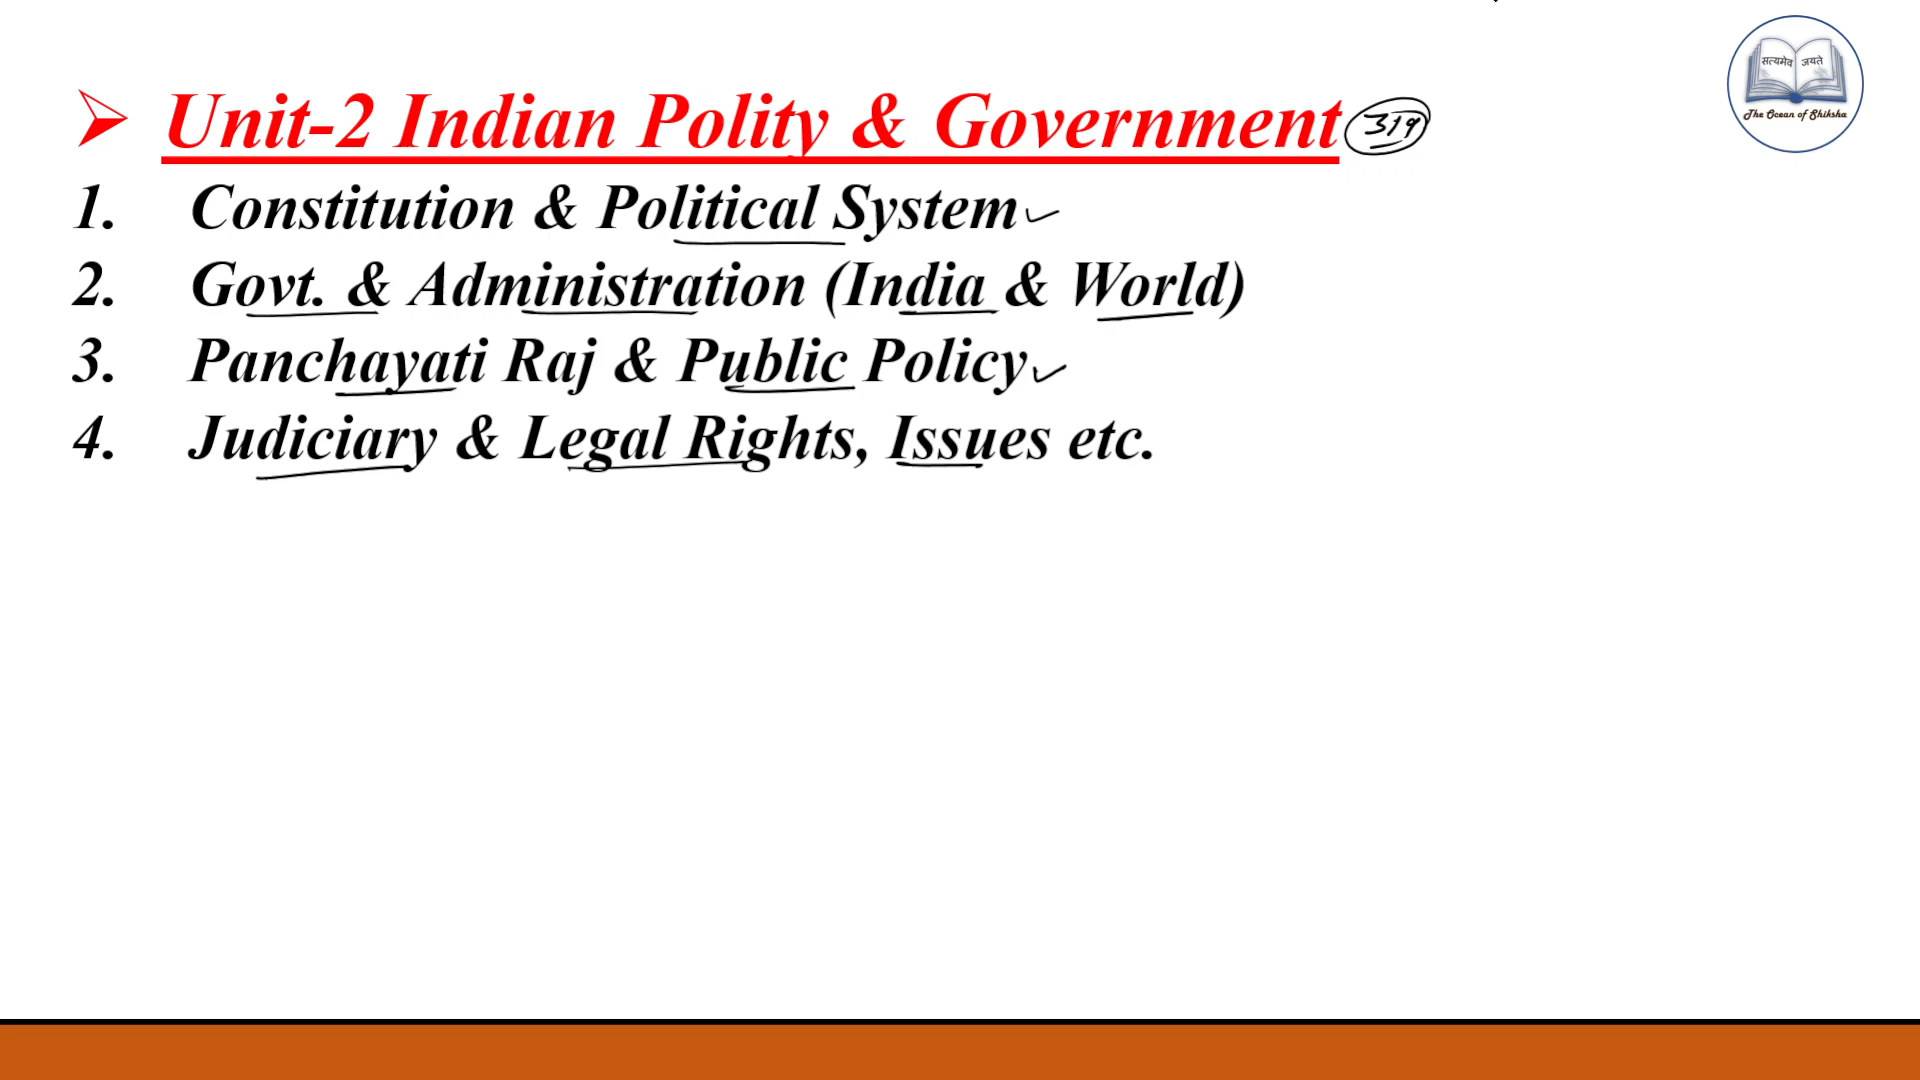 ➢ Unit-2 Indian Polity & Government
1. Constitution & Political System
2. Govt. & Administration (India & World)
3. Panchayati Raj & Public Policy
4. Judiciary & Legal Rights, Issues etc.
सत्यमेव जयते
The Ocean of Shiksha